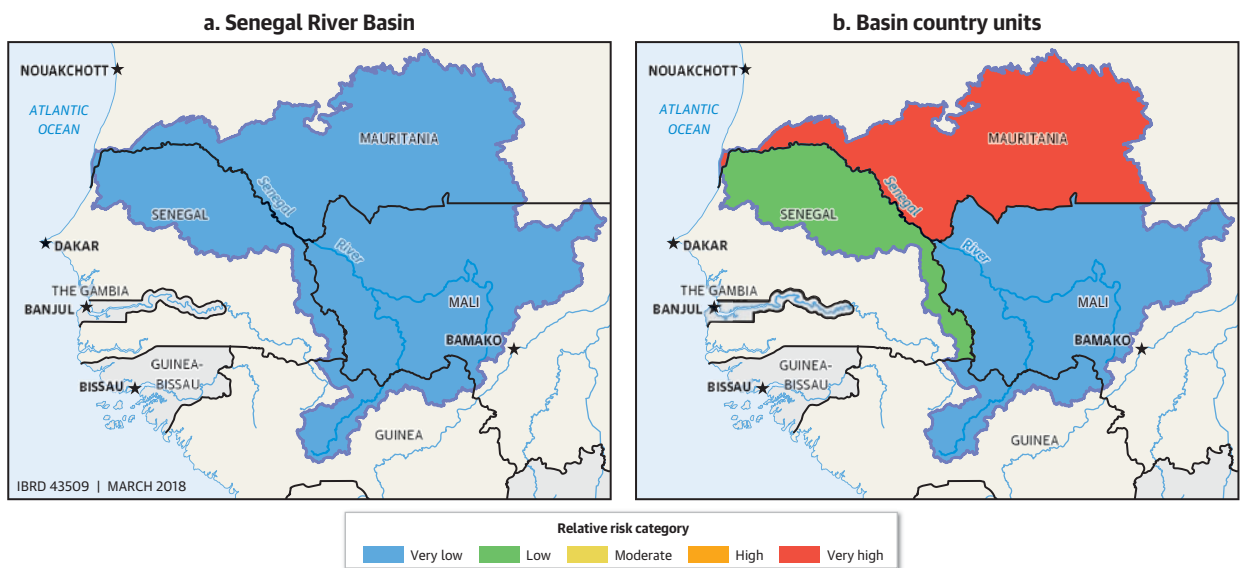 a. Senegal River Basin
NOUAKCHOTT
ATLANTIC
OCEAN
MAURITANIA
Senegal
SENEGAL
River
DAKAR
THE GAMBIA
BANJUL
MALI
BAMAKO
GUINEA-
BISSAU
BISSAU
GUINEA
IBRD 43509 | MARCH 2018
b. Basin country units
NOUAKCHOTT
ATLANTIC
OCEAN
MAURITANIA
Senegal
SENEGAL
River
DAKAR
THE GAMBIA
BANJUL
MALI
BAMAKO
GUINEA-
BISSAU
BISSAU
GUINEA
Relative risk category
Very low Low Moderate High Very high